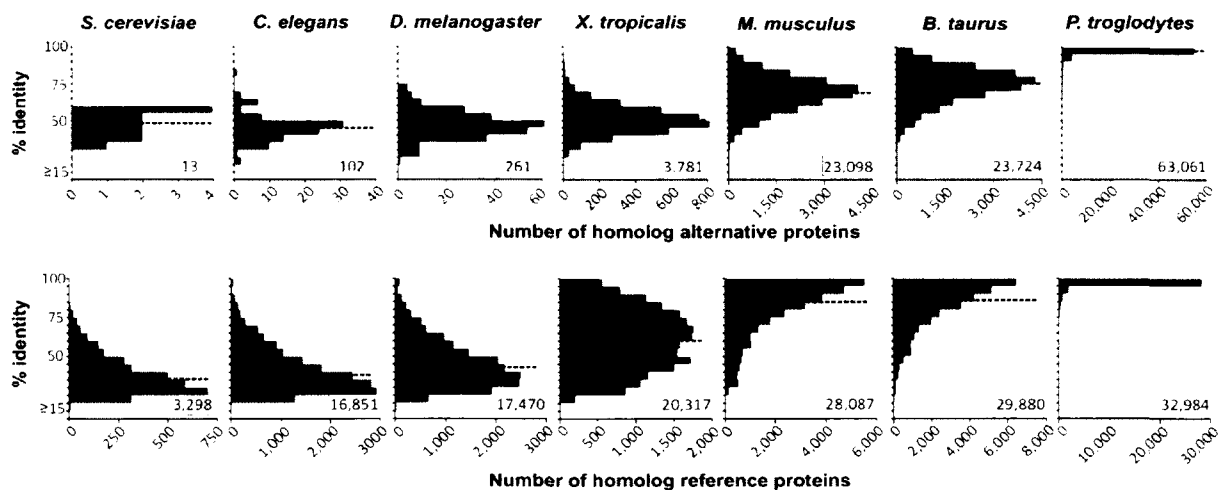 S. cerevisiae C. elegans D. melanogaster X. tropicalis M. musculus B. taurus P. troglodytes
% identity
100
75
50
≥15
13 107 261 3.781 23,098 23,724 63,061
0 1 2 3 4 0 10 20 30 40 0 20 40 60 0 200 400 600 800 0 1.500 3.000 4.500 0 1.500 3.000 4.500 0 20.000 40.000 60.000
Number of homolog alternative proteins
% identity
100
75
50
≥15
3,298 16,851 17,470 20,317 28,087 29,880 32,984
0 250 500 750 0 1.000 2.000 3000 0 1.000 2.000 3000 0 500 1.000 1.500 2.000 0 2.000 4.000 6.000 0 2.000 4.000 6.000 8.000 0 10.000 20.000 30.000
Number of homolog reference proteins